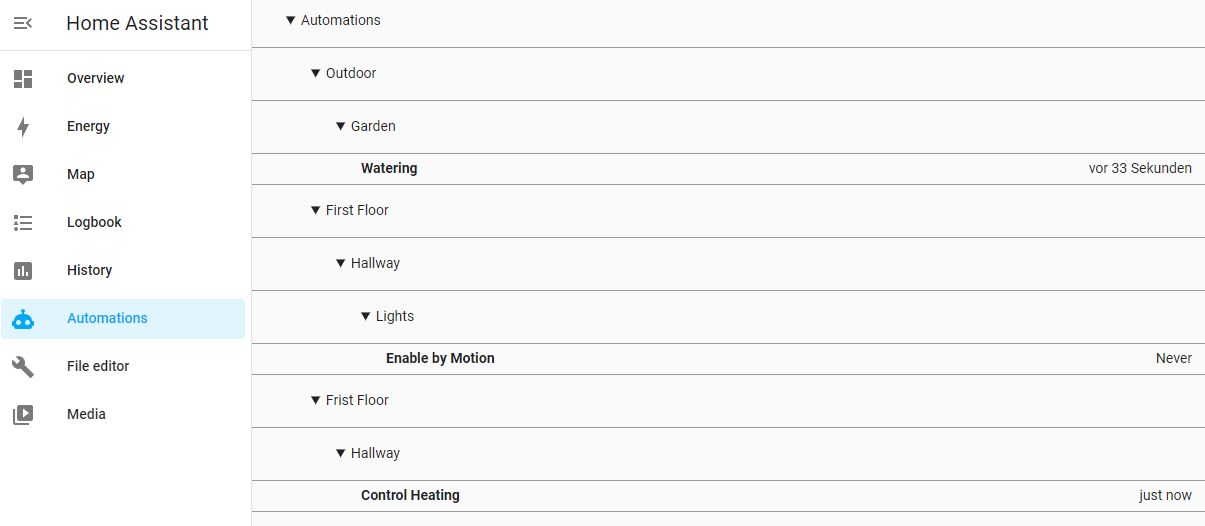 Home Assistant
Overview
Energy
Map
Logbook
History
Automations
File editor
Media
Automations
Outdoor
Garden
Watering vor 33 Sekunden
First Floor
Hallway
Lights
Enable by Motion Never
Frist Floor
Hallway
Control Heating just now